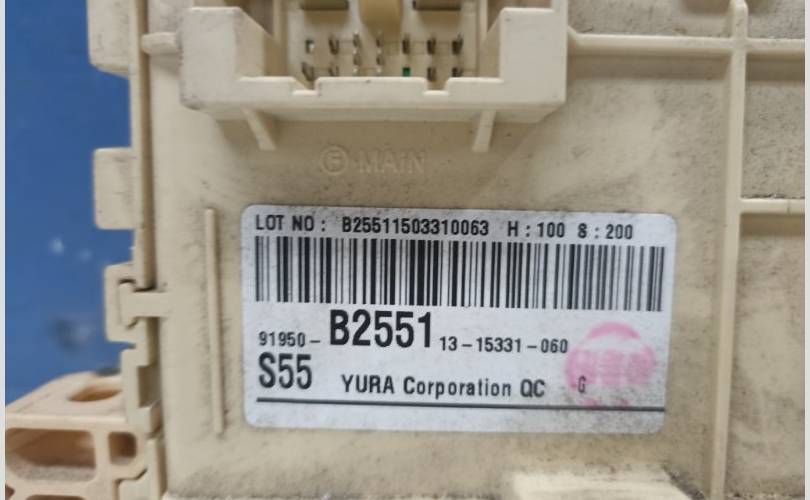 F MAIN
LOT NO : B25511503310063 H : 100 S : 200
91950- B2551 13-15331-060
S55 YURA Corporation QC G